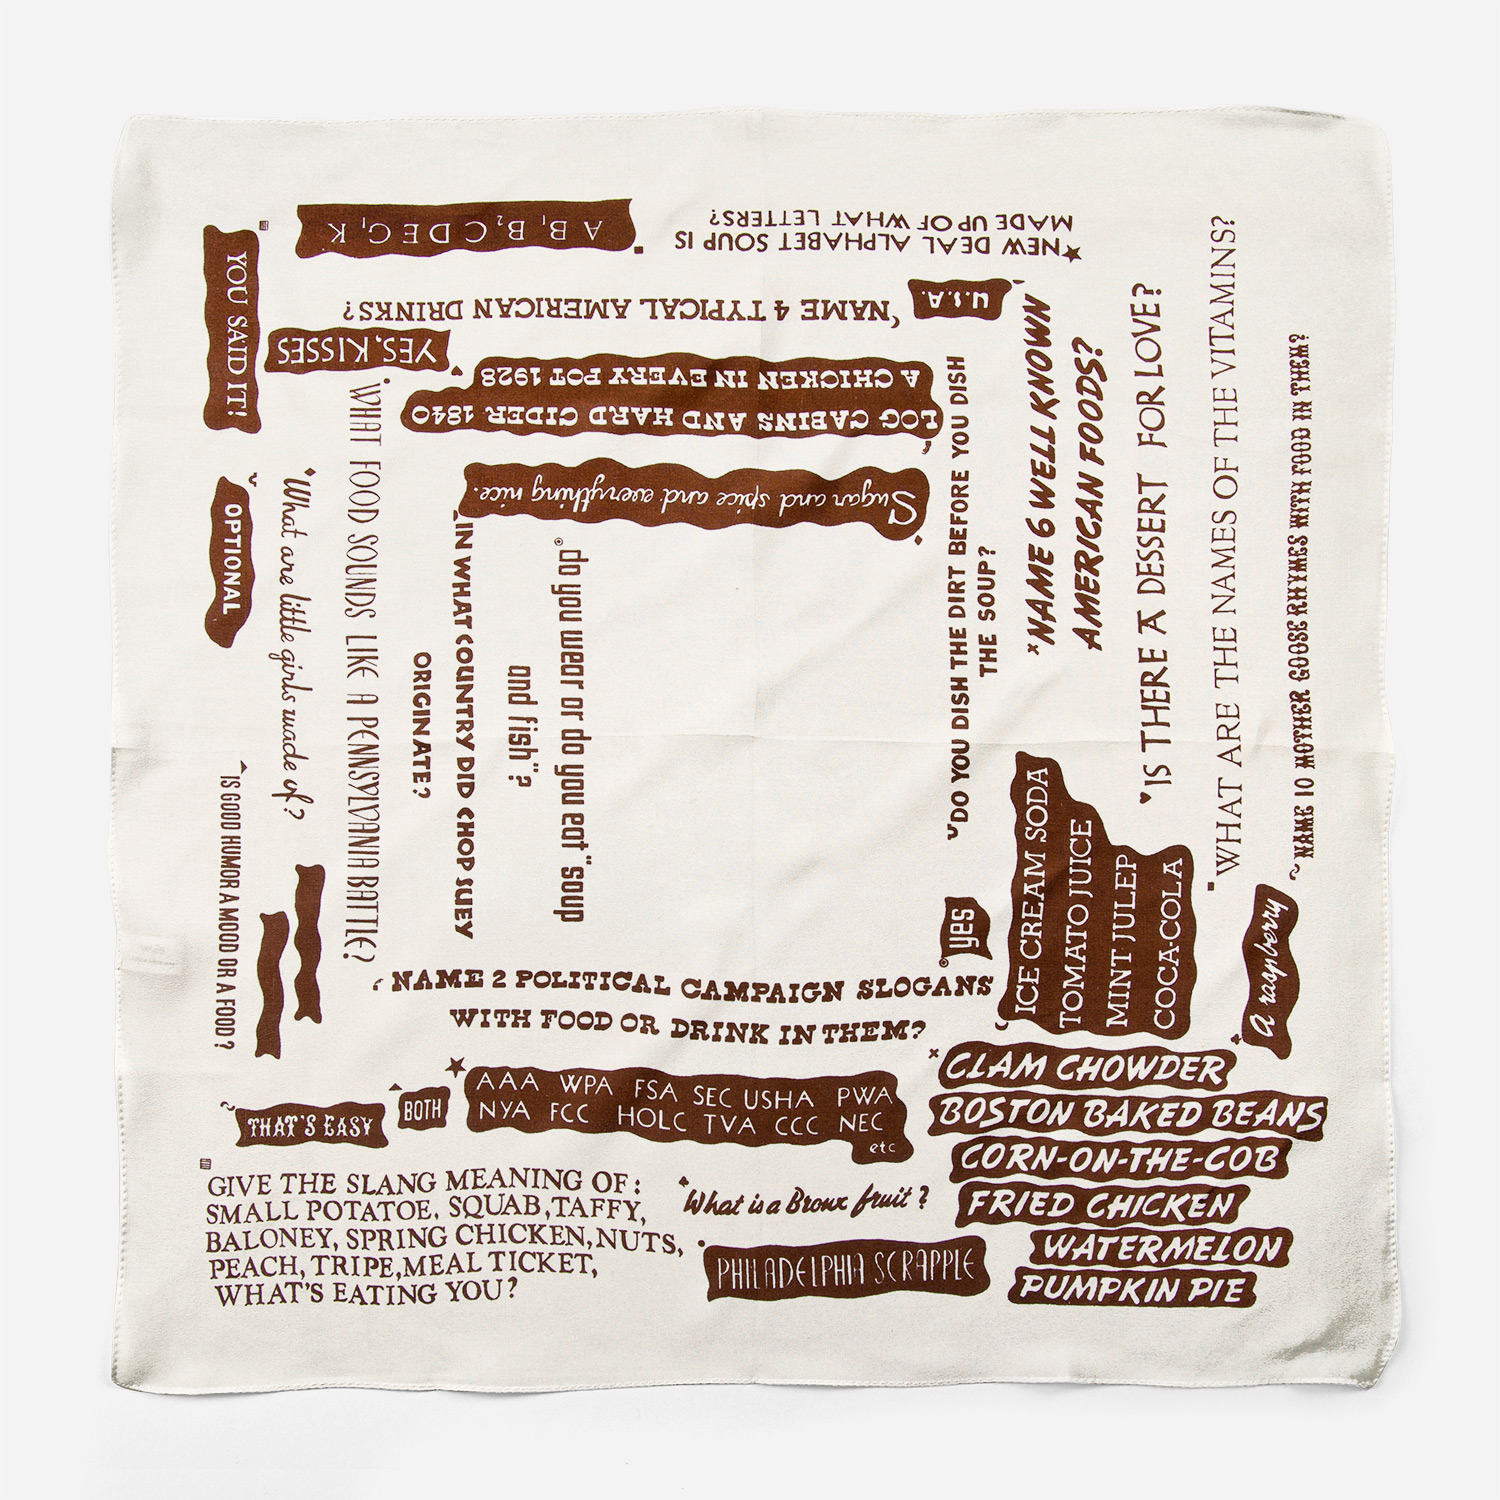 MADE UP OF WHAT LETTERS?
NEW DEAL ALPHABET SOUP IS
A B₁ B₂ C D E G₁ K
YOU SAID IT!
NAME 4 TYPICAL AMERICAN DRINKS?
U.S.A.
YES, KISSES
A CHICKEN IN EVERY POT 1928
LOG CABINS AND HARD CIDER 1840
Sugar and spice and everything nice.
OPTIONAL
What are little girls made of?
WHAT FOOD SOUNDS LIKE A PENNSYLVANIA BATTLE?
IN WHAT COUNTRY DID CHOP SUEY
ORIGINATE?
do you wear or do you eat "soup
and fish"?
DO YOU DISH THE DIRT BEFORE YOU DISH
THE SOUP?
NAME 6 WELL KNOWN
AMERICAN FOODS?
IS THERE A DESSERT FOR LOVE?
WHAT ARE THE NAMES OF THE VITAMINS?
NAME 10 MOTHER GOOSE RHYMES WITH FOOD IN THEM?
IS GOOD HUMOR A MOOD OR A FOOD?
yes
ICE CREAM SODA
TOMATO JUICE
MINT JULEP
COCA-COLA
A raspberry
NAME 2 POLITICAL CAMPAIGN SLOGANS
WITH FOOD OR DRINK IN THEM?
AAA WPA FSA SEC USHA PWA
NYA FCC HOLC TVA CCC NEC
etc
BOTH
THAT'S EASY
CLAM CHOWDER
BOSTON BAKED BEANS
CORN-ON-THE-COB
FRIED CHICKEN
WATERMELON
PUMPKIN PIE
GIVE THE SLANG MEANING OF:
SMALL POTATOE, SQUAB, TAFFY,
BALONEY, SPRING CHICKEN, NUTS,
PEACH, TRIPE, MEAL TICKET,
WHAT'S EATING YOU?
What is a Bronx fruit?
PHILADELPHIA SCRAPPLE